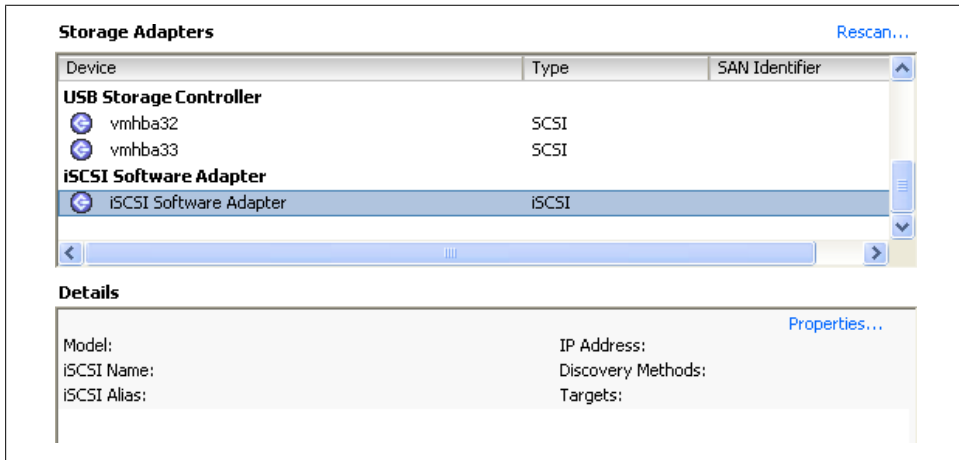 Storage Adapters Rescan...
Device Type SAN Identifier
USB Storage Controller
vmhba32 SCSI
vmhba33 SCSI
iSCSI Software Adapter
iSCSI Software Adapter iSCSI
Details
Properties...
Model: IP Address:
iSCSI Name: Discovery Methods:
iSCSI Alias: Targets: